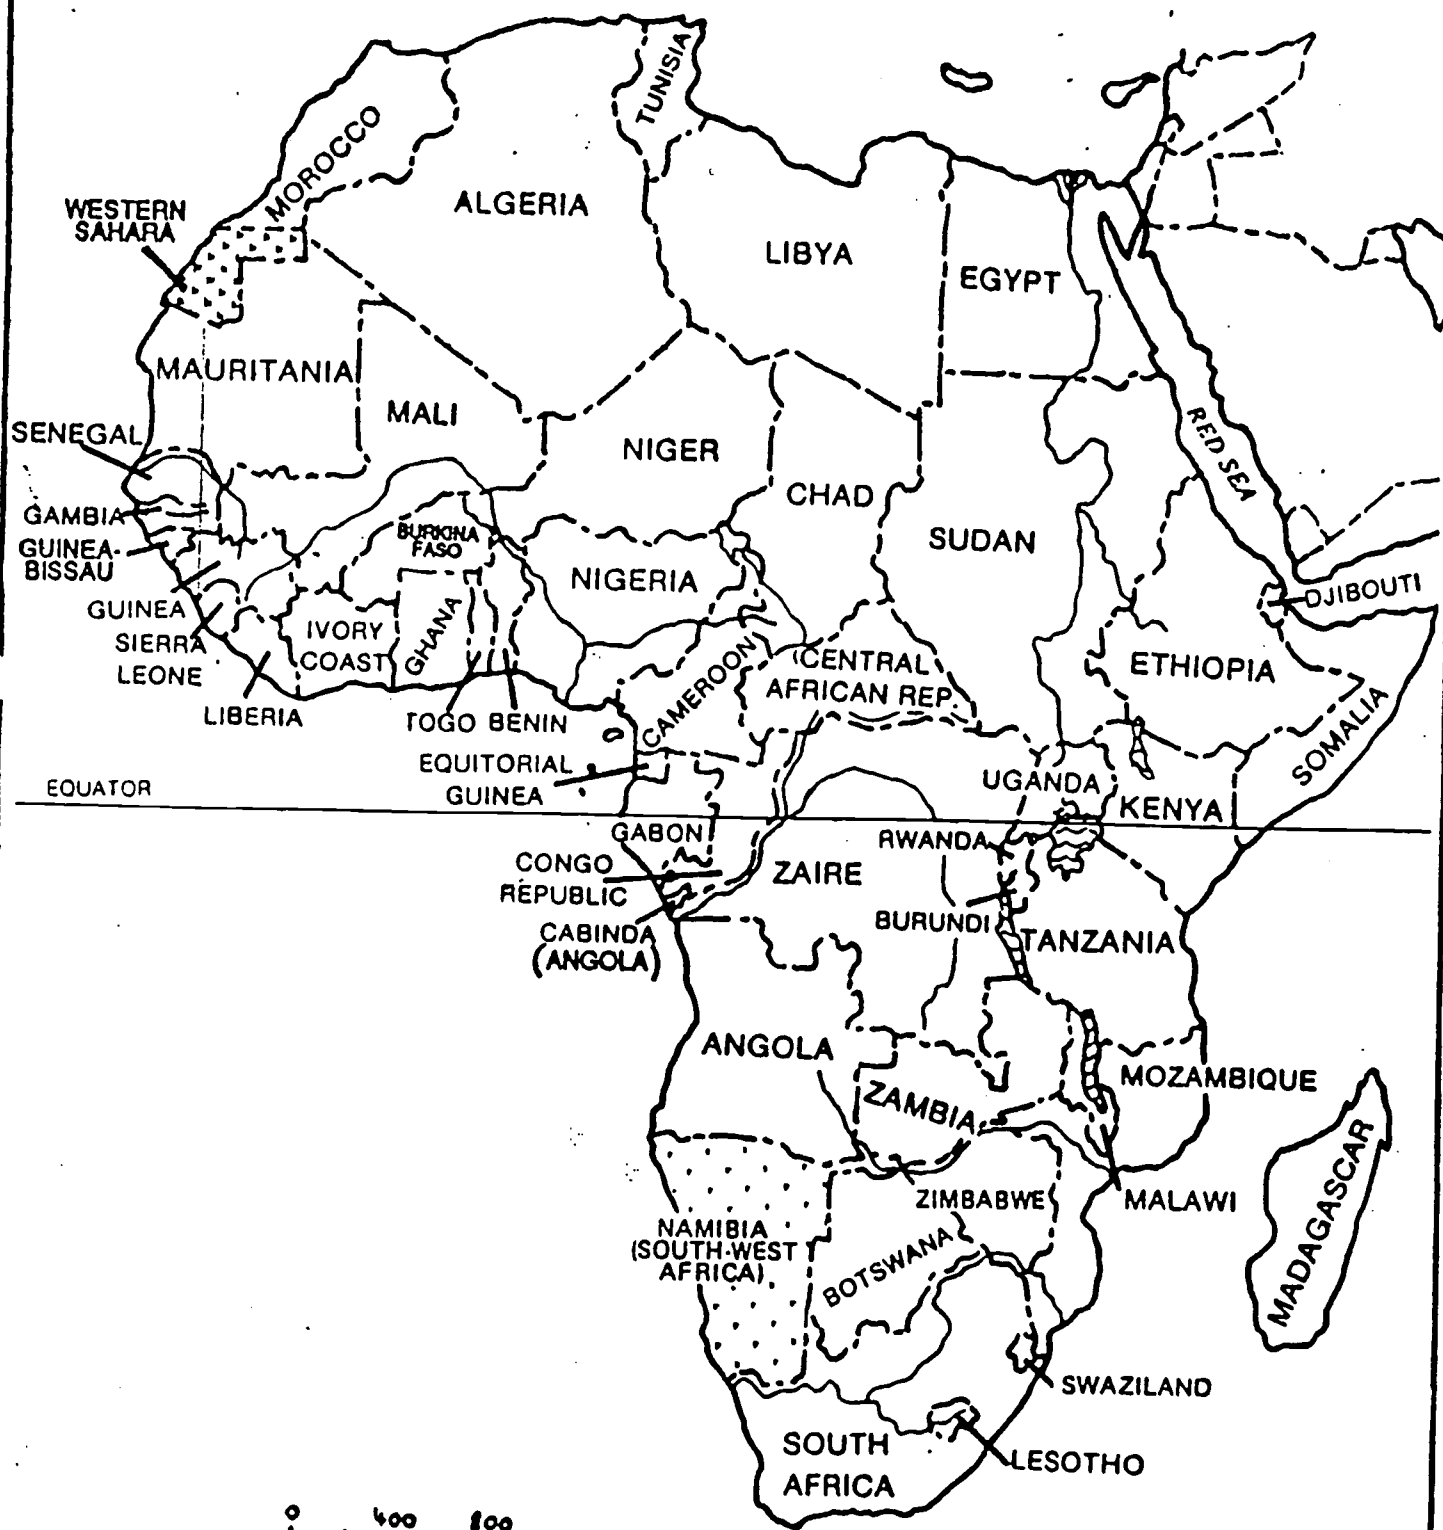 TUNISIA
MOROCCO
ALGERIA
WESTERN
SAHARA
LIBYA
EGYPT
MAURITANIA
MALI
NIGER
RED SEA
SENEGAL
CHAD
GAMBIA
BURKINA
FASO
SUDAN
GUINEA-
BISSAU
NIGERIA
DJIBOUTI
GUINEA
IVORY
COAST
GHANA
SIERRA
LEONE
CENTRAL
AFRICAN REP.
ETHIOPIA
LIBERIA
TOGO
BENIN
CAMEROON
SOMALIA
EQUITORIAL
GUINEA
UGANDA
KENYA
EQUATOR
GABON
RWANDA
CONGO
REPUBLIC
ZAIRE
BURUNDI
TANZANIA
CABINDA
(ANGOLA)
ANGOLA
MOZAMBIQUE
ZAMBIA
ZIMBABWE
MALAWI
MADAGASCAR
NAMIBIA
(SOUTH-WEST
AFRICA)
BOTSWANA
SWAZILAND
SOUTH
AFRICA
LESOTHO
0 400 800